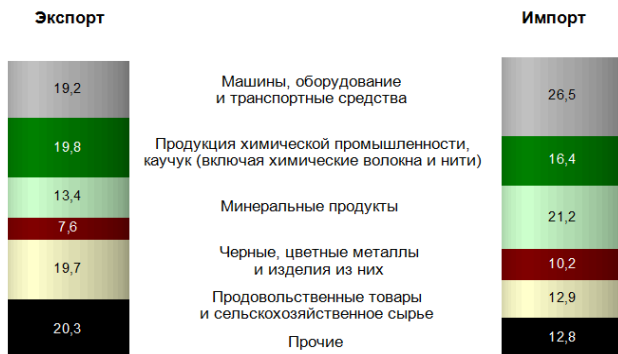 Экспорт
Импорт
19,2
Машины, оборудование
и транспортные средства
26,5
19,8
Продукция химической промышленности,
каучук (включая химические волокна и нити)
16,4
13,4
Минеральные продукты
21,2
7,6
Черные, цветные металлы
и изделия из них
10,2
19,7
Продовольственные товары
и сельскохозяйственное сырье
12,9
20,3
Прочие
12,8